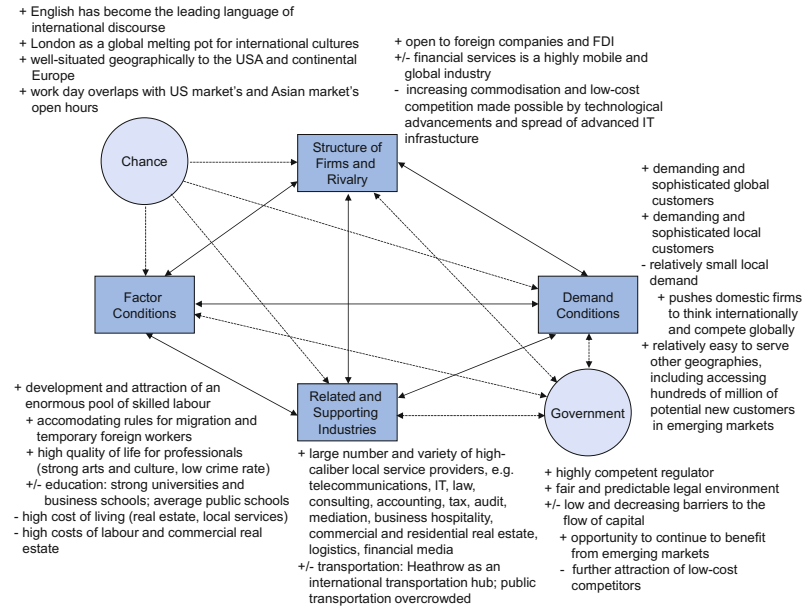 + English has become the leading language of
international discourse
+ London as a global melting pot for international cultures
+ well-situated geographically to the USA and continental
Europe
+ work day overlaps with US market's and Asian market's
open hours
+ open to foreign companies and FDI
+/- financial services is a highly mobile and
global industry
- increasing commodisation and low-cost
competition made possible by technological
advancements and spread of advanced IT
infrastucture
Chance
Structure of
Firms and
Rivalry
+ demanding and
sophisticated global
customers
+ demanding and
sophisticated local
customers
- relatively small local
demand
+ pushes domestic firms
to think internationally
and compete globally
+ relatively easy to serve
other geographies,
including accessing
hundreds of million of
potential new customers
in emerging markets
Factor
Conditions
Demand
Conditions
+ development and attraction of an
enormous pool of skilled labour
+ accomodating rules for migration and
temporary foreign workers
+ high quality of life for professionals
(strong arts and culture, low crime rate)
+/- education: strong universities and
business schools; average public schools
- high cost of living (real estate, local services)
- high costs of labour and commercial real
estate
Related and
Supporting
Industries
Government
+ large number and variety of high-
caliber local service providers, e.g.
telecommunications, IT, law,
consulting, accounting, tax, audit,
mediation, business hospitality,
commercial and residential real estate,
logistics, financial media
+/- transportation: Heathrow as an
international transportation hub; public
transportation overcrowded
+ highly competent regulator
+ fair and predictable legal environment
+/- low and decreasing barriers to the
flow of capital
+ opportunity to continue to benefit
from emerging markets
- further attraction of low-cost
competitors